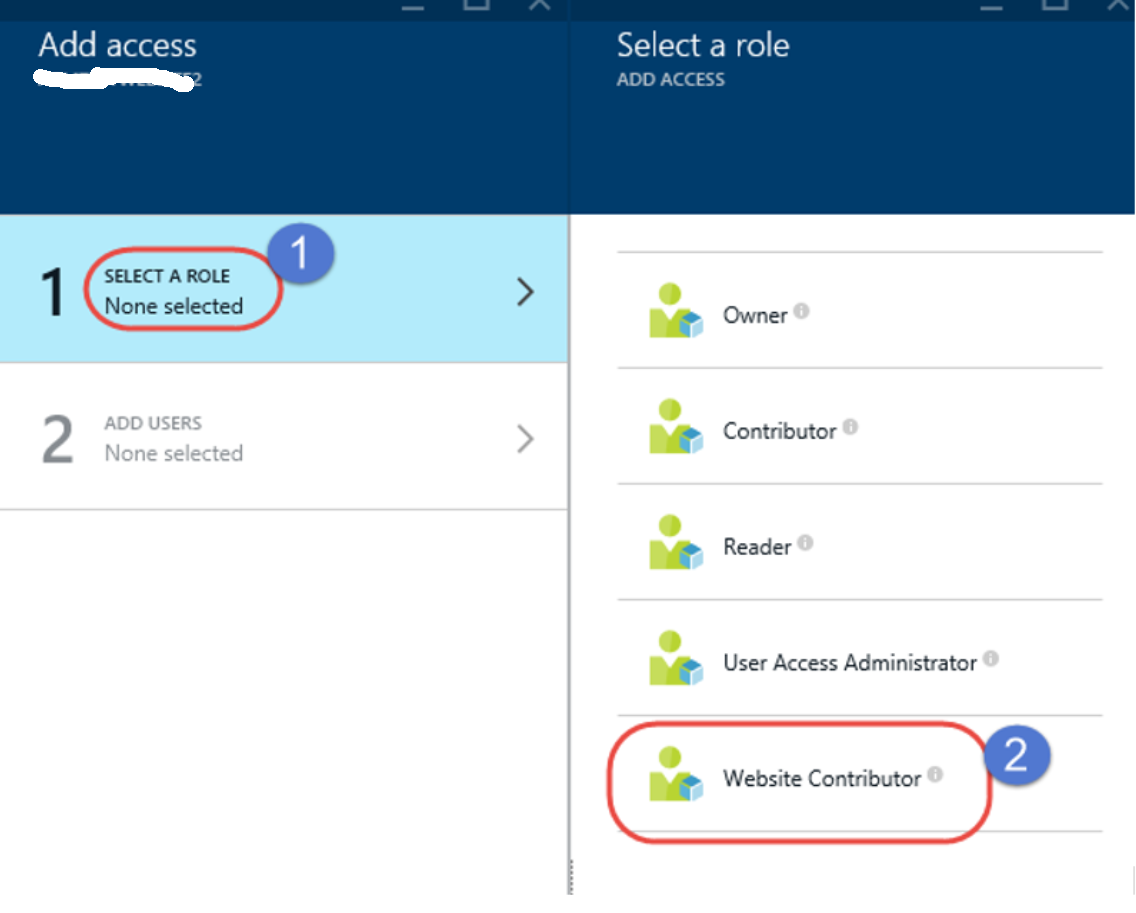 Add access
Select a role
ADD ACCESS
1
SELECT A ROLE
None selected
1
2
ADD USERS
None selected
Owner
Contributor
Reader
User Access Administrator
Website Contributor
2